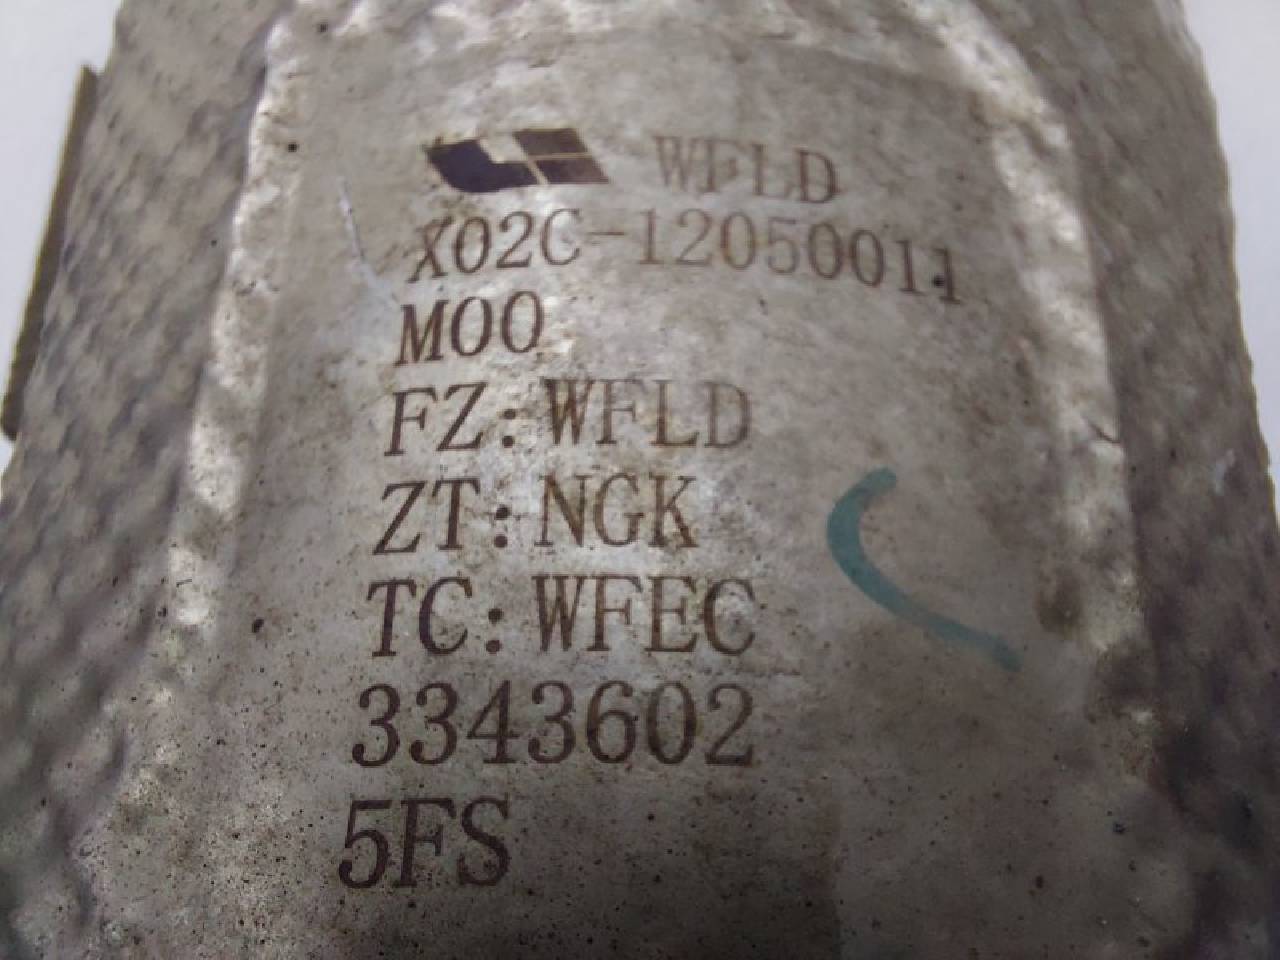 WFLD
X02C-12050011
M00
FZ:WFLD
ZT:NGK
TC:WFEC
3343602
5FS